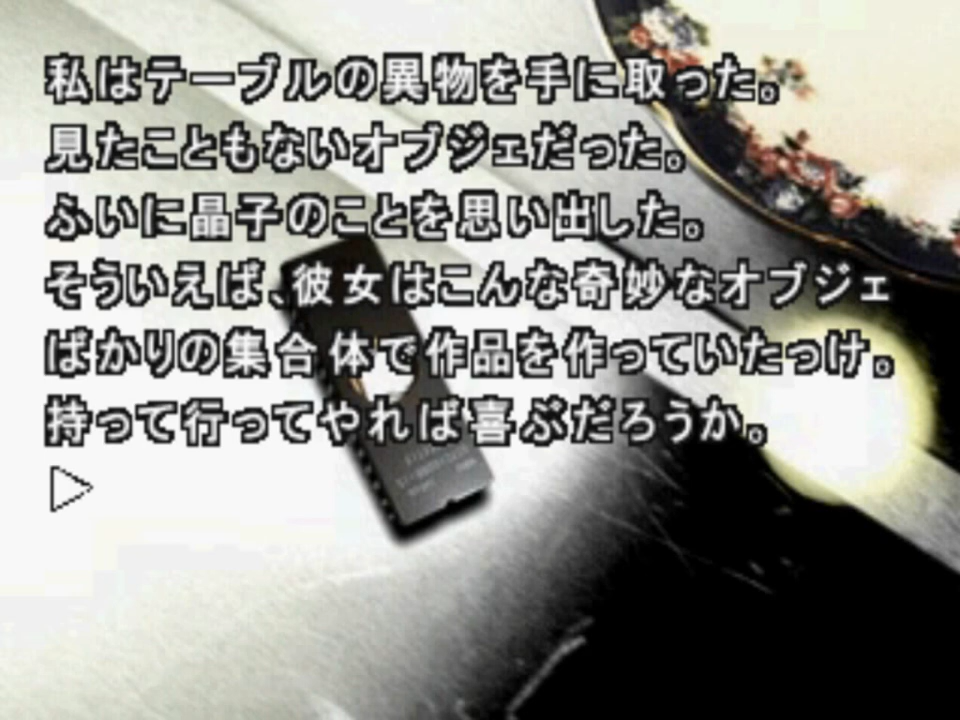 私はテーブルの異物を手に取った。
見たこともないオブジェだった。
ふいに晶子のことを思い出した。
そういえば、彼女はこんな奇妙なオブジェ
ばかりの集合体で作品を作っていたっけ。
持って行ってやれば喜ぶだろうか。